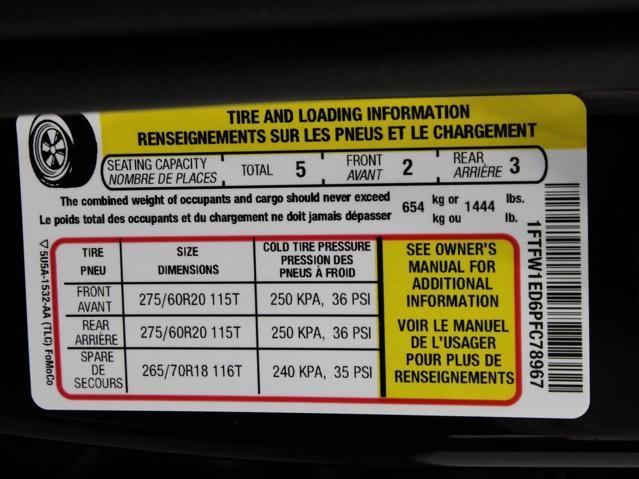 TIRE AND LOADING INFORMATION
RENSEIGNEMENTS SUR LES PNEUS ET LE CHARGEMENT
SEATING CAPACITY TOTAL 5 FRONT 2 REAR 3
NOMBRE DE PLACES AVANT ARRIÈRE
The combined weight of occupants and cargo should never exceed 654 kg or 1444 lbs.
Le poids total des occupants et du chargement ne doit jamais dépasser kg ou lb.
TIRE SIZE COLD TIRE PRESSURE
PNEU DIMENSIONS PRESSION DES
PNEUS À FROID
FRONT
AVANT 275/60R20 115T 250 KPA, 36 PSI
REAR
ARRIÈRE 275/60R20 115T 250 KPA, 36 PSI
SPARE
DE
SECOURS 265/70R18 116T 240 KPA, 35 PSI
SEE OWNER'S
MANUAL FOR
ADDITIONAL
INFORMATION
VOIR LE MANUEL
DE L'USAGER
POUR PLUS DE
RENSEIGNEMENTS
5U5A-1532-AA (TLC) FoMoCo
1FTFW1ED6PFC78967